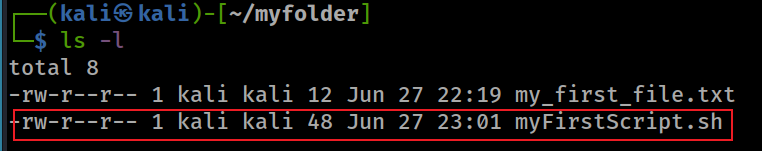 ┌──(kali㉿kali)-[~/myfolder]
└─$ ls -l
total 8
-rw-r--r-- 1 kali kali 12 Jun 27 22:19 my_first_file.txt
-rw-r--r-- 1 kali kali 48 Jun 27 23:01 myFirstScript.sh